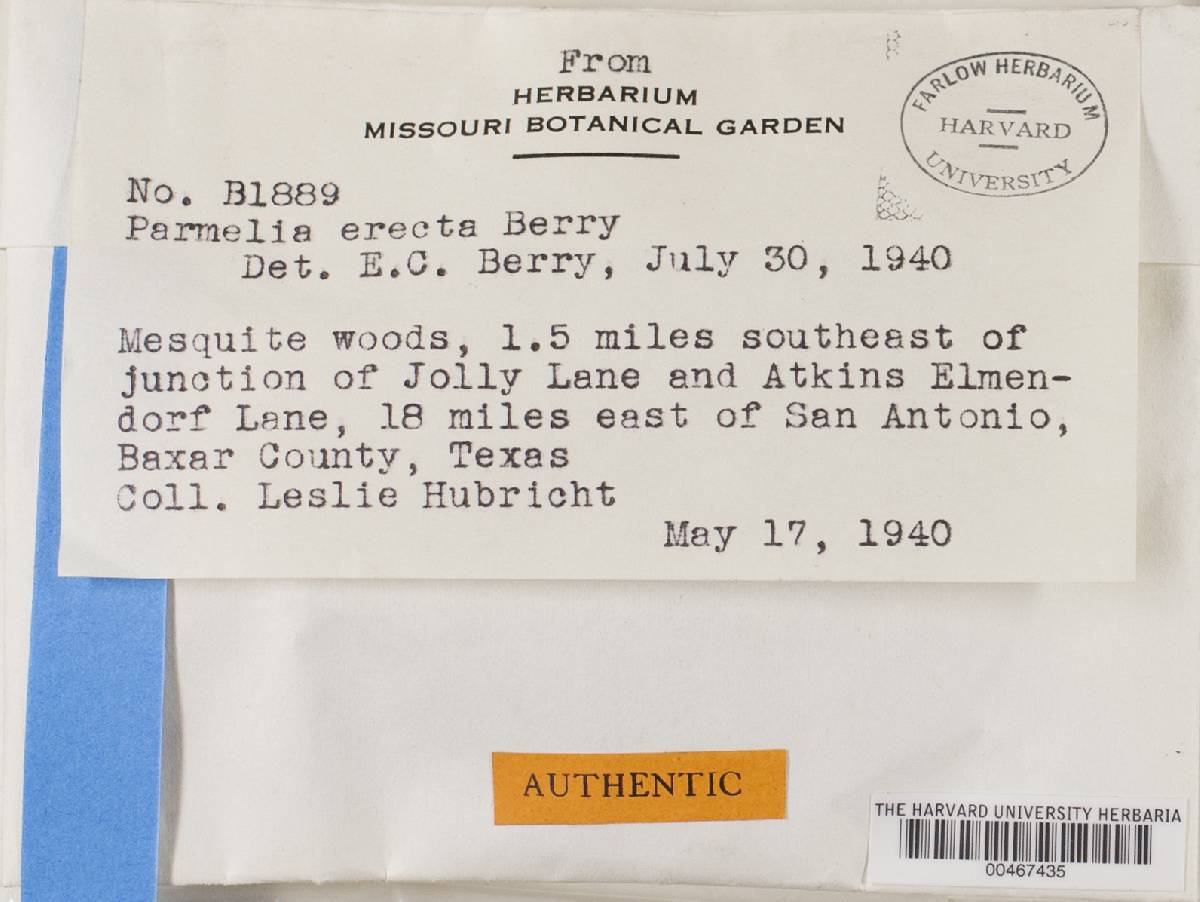 From
HERBARIUM
MISSOURI BOTANICAL GARDEN
FARLOW HERBARIUM
HARVARD
UNIVERSITY
No. B1889
Parmelia erecta Berry
Det. E.C. Berry, July 30, 1940
Mesquite woods, 1.5 miles southeast of
junction of Jolly Lane and Atkins Elmen-
dorf Lane, 18 miles east of San Antonio,
Baxar County, Texas
Coll. Leslie Hubricht
May 17, 1940
AUTHENTIC
THE HARVARD UNIVERSITY HERBARIA
00467435